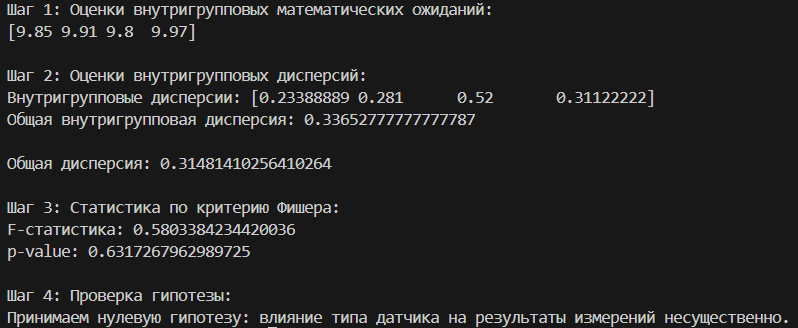 Шаг 1: Оценки внутригрупповых математических ожиданий:
[9.85 9.91 9.8  9.97]
Шаг 2: Оценки внутригрупповых дисперсий:
Внутригрупповые дисперсии: [0.23388889 0.281      0.52       0.31122222]
Общая внутригрупповая дисперсия: 0.33652777777777787
Общая дисперсия: 0.31481410256410264
Шаг 3: Статистика по критерию Фишера:
F-статистика: 0.5803384234420036
p-value: 0.6317267962989725
Шаг 4: Проверка гипотезы:
Принимаем нулевую гипотезу: влияние типа датчика на результаты измерений несущественно.